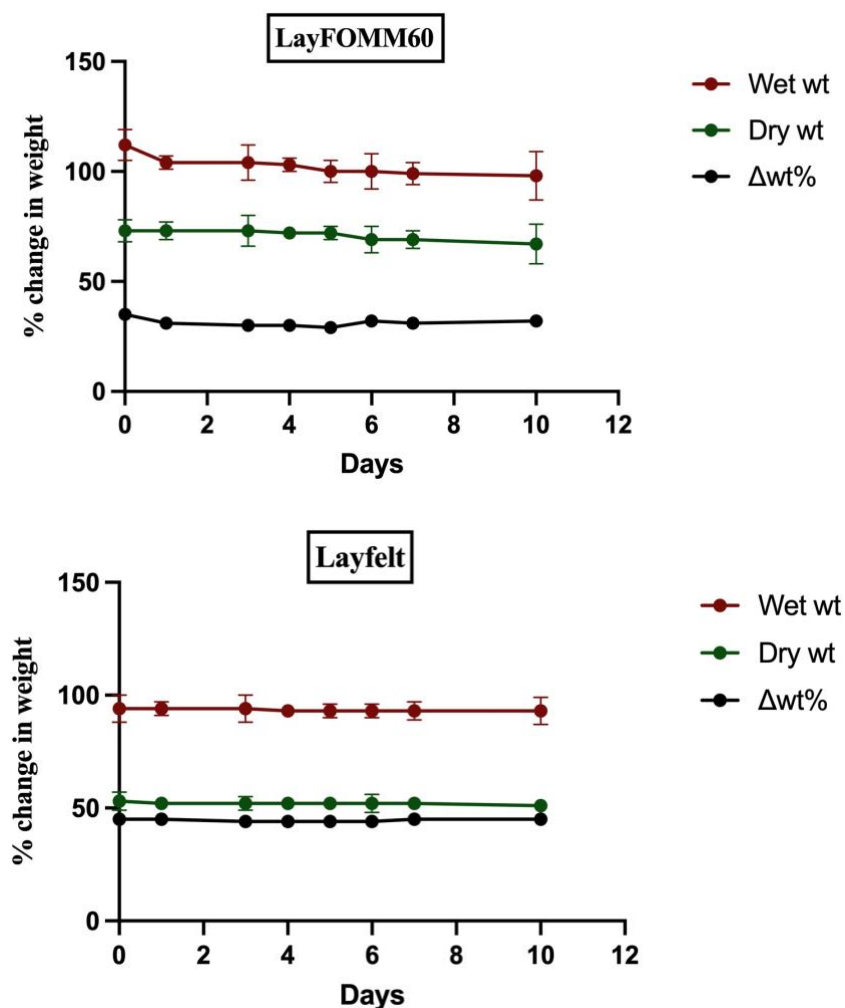 LayFOMM60
150
100
50
0
% change in weight
0 2 4 6 8 10 12
Days
Wet wt
Dry wt
Δwt%
Layfelt
150
100
50
0
% change in weight
0 2 4 6 8 10 12
Days
Wet wt
Dry wt
Δwt%